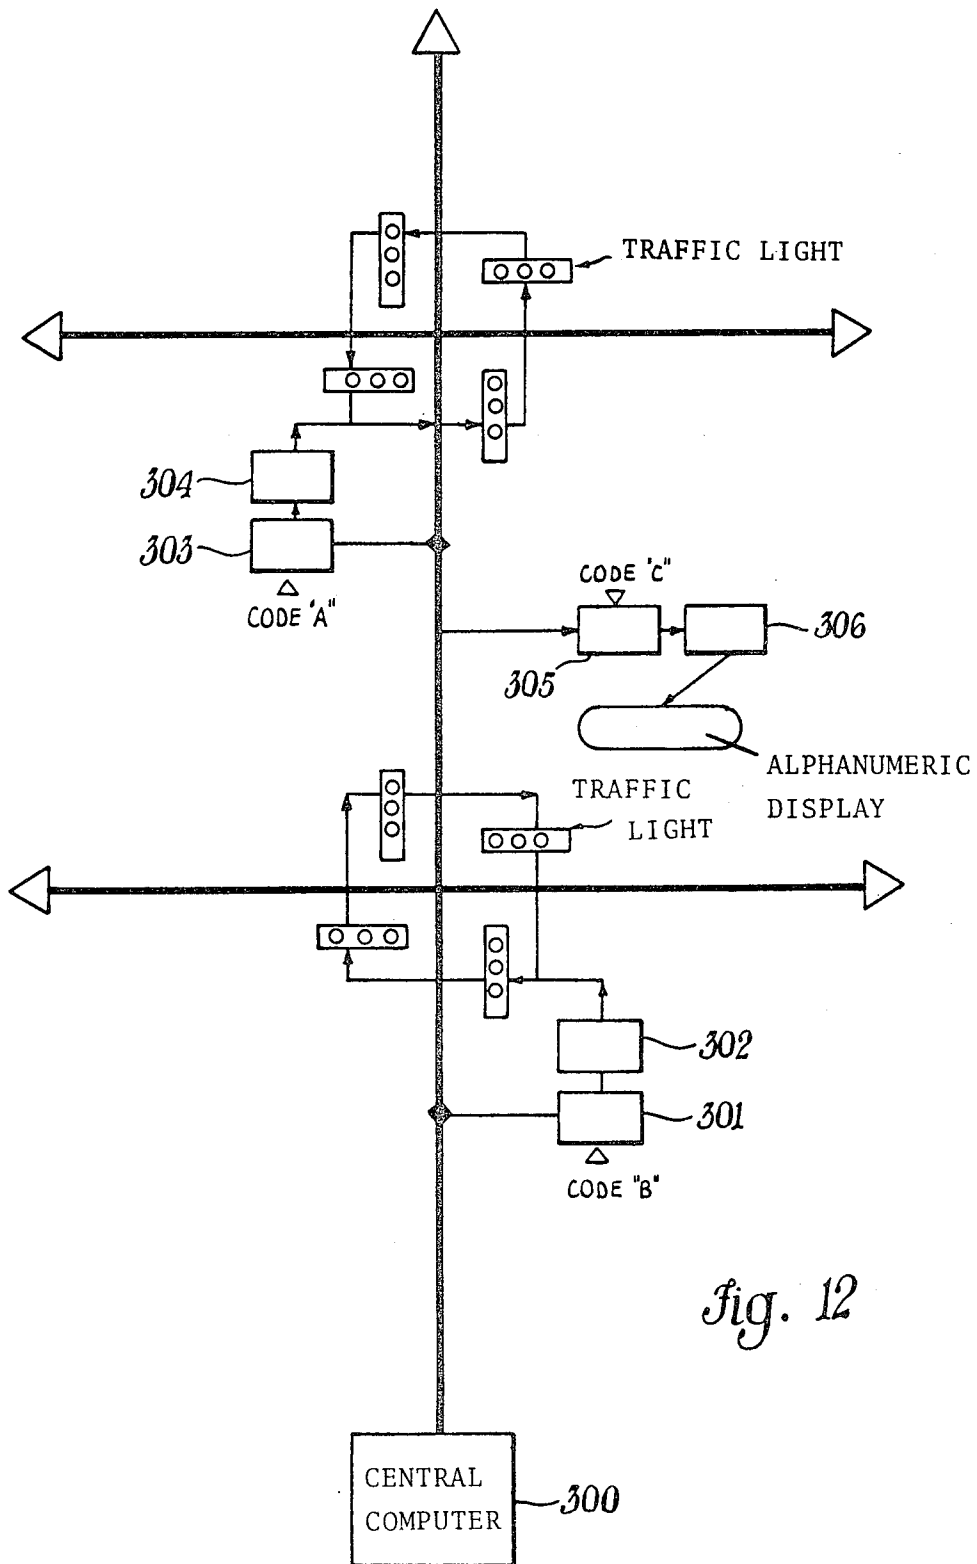 TRAFFIC LIGHT
304
303
CODE "A"
CODE "C"
306
305
ALPHANUMERIC
DISPLAY
TRAFFIC
LIGHT
302
301
CODE "B"
Fig. 12
CENTRAL
COMPUTER
300